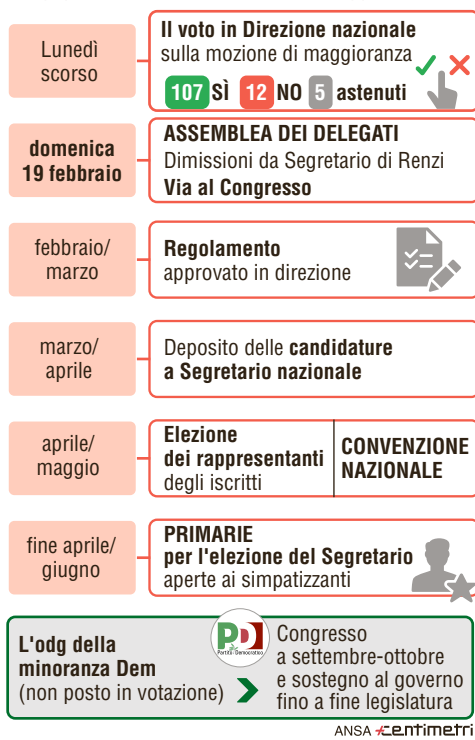 Lunedì
scorso
Il voto in Direzione nazionale
sulla mozione di maggioranza
107 SÌ 12 NO 5 astenuti
domenica
19 febbraio
ASSEMBLEA DEI DELEGATI
Dimissioni da Segretario di Renzi
Via al Congresso
febbraio/
marzo
Regolamento
approvato in direzione
marzo/
aprile
Deposito delle candidature
a Segretario nazionale
aprile/
maggio
Elezione
dei rappresentanti
degli iscritti
CONVENZIONE
NAZIONALE
fine aprile/
giugno
PRIMARIE
per l'elezione del Segretario
aperte ai simpatizzanti
L'odg della
minoranza Dem
(non posto in votazione)
PD
Partito Democratico
Congresso
a settembre-ottobre
e sostegno al governo
fino a fine legislatura
ANSA centimetri